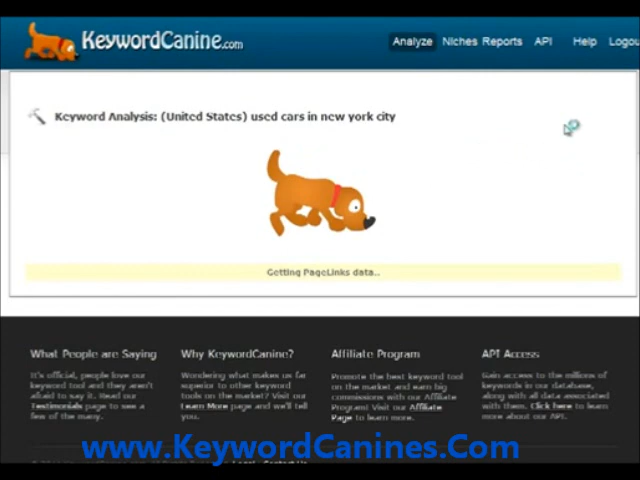 KeywordCanine.com
Analyze Niches Reports API Help Logou
Keyword Analysis: (United States) used cars in new york city
Getting PageLinks data..
What People are Saying
It's official, people love our
keyword tool and they aren't
afraid to say it. Read our
Testimonials page to see a
few of the many.
Why KeywordCanine?
Wondering what makes us far
superior to other keyword
tools on the market? Visit our
Learn More page and we'll tell
you.
Affiliate Program
Promote the best keyword tool
on the market and earn big
commissions with our Affiliate
Program! Visit our Affiliate
Page to learn more.
API Access
Gain access to the millions of
keywords in our database,
along with all data associated
with them. Click here to learn
more about our API.
www.KeywordCanines.Com